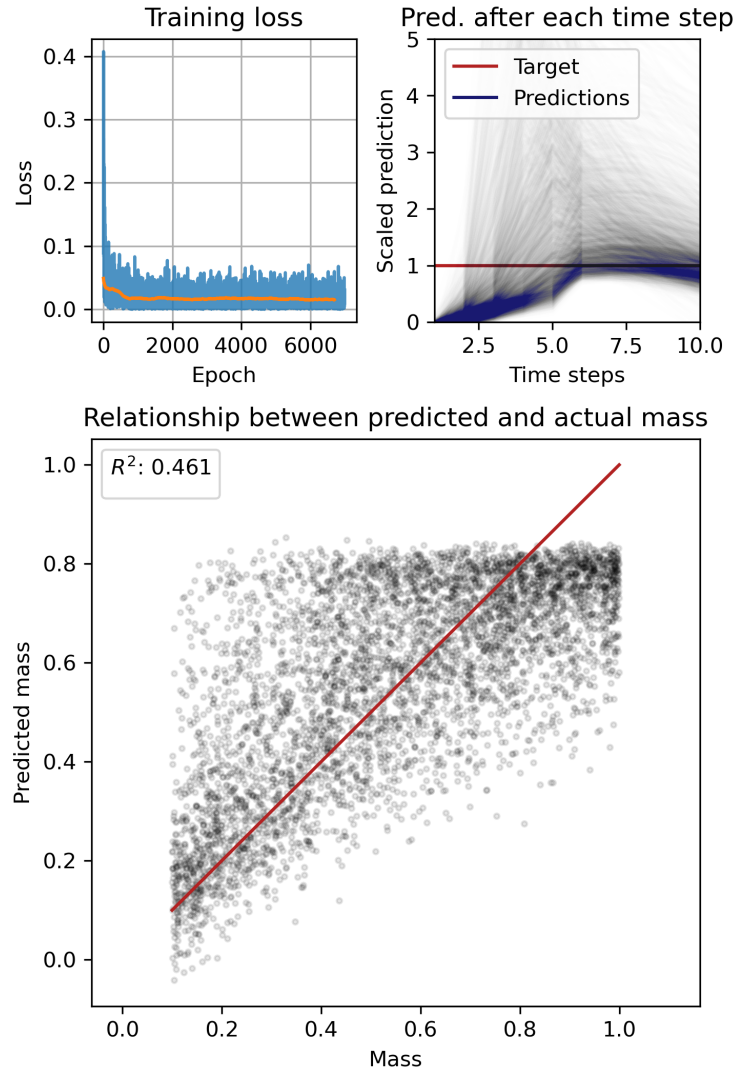 Training loss
0.4
0.3
0.2
0.1
0.0
Loss
0 2000 4000 6000
Epoch
Pred. after each time step
5
4
3
2
1
0
Scaled prediction
Target
Predictions
2.5 5.0 7.5 10.0
Time steps
Relationship between predicted and actual mass
R²: 0.461
1.0
0.8
0.6
0.4
0.2
0.0
Predicted mass
0.0 0.2 0.4 0.6 0.8 1.0
Mass